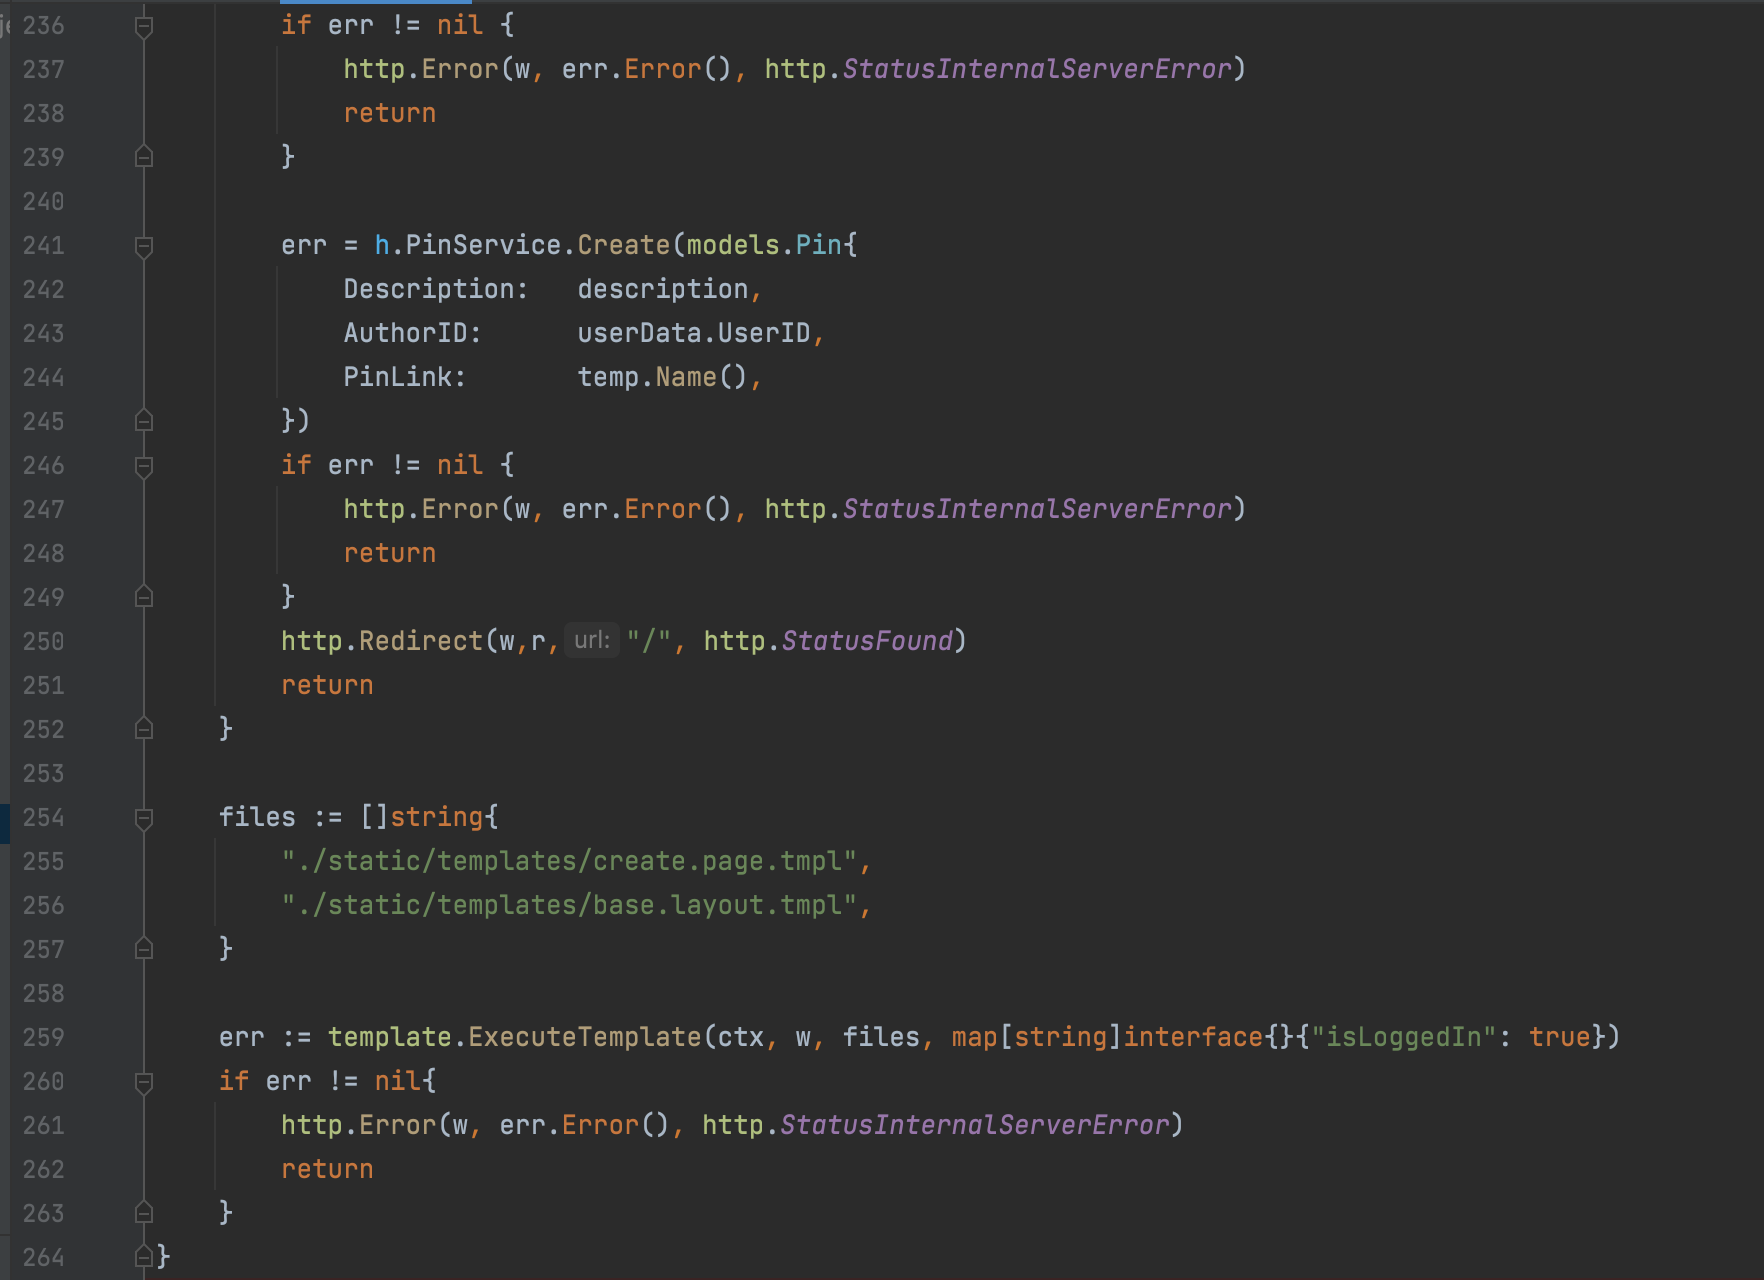 236 if err != nil {
237 http.Error(w, err.Error(), http.StatusInternalServerError)
238 return
239 }
240
241 err = h.PinService.Create(models.Pin{
242 Description: description,
243 AuthorID: userData.UserID,
244 PinLink: temp.Name(),
245 })
246 if err != nil {
247 http.Error(w, err.Error(), http.StatusInternalServerError)
248 return
249 }
250 http.Redirect(w,r, url: "/", http.StatusFound)
251 return
252 }
253
254 files := []string{
255 "./static/templates/create.page.tmpl",
256 "./static/templates/base.layout.tmpl",
257 }
258
259 err := template.ExecuteTemplate(ctx, w, files, map[string]interface{}{"isLoggedIn": true})
260 if err != nil{
261 http.Error(w, err.Error(), http.StatusInternalServerError)
262 return
263 }
264 }